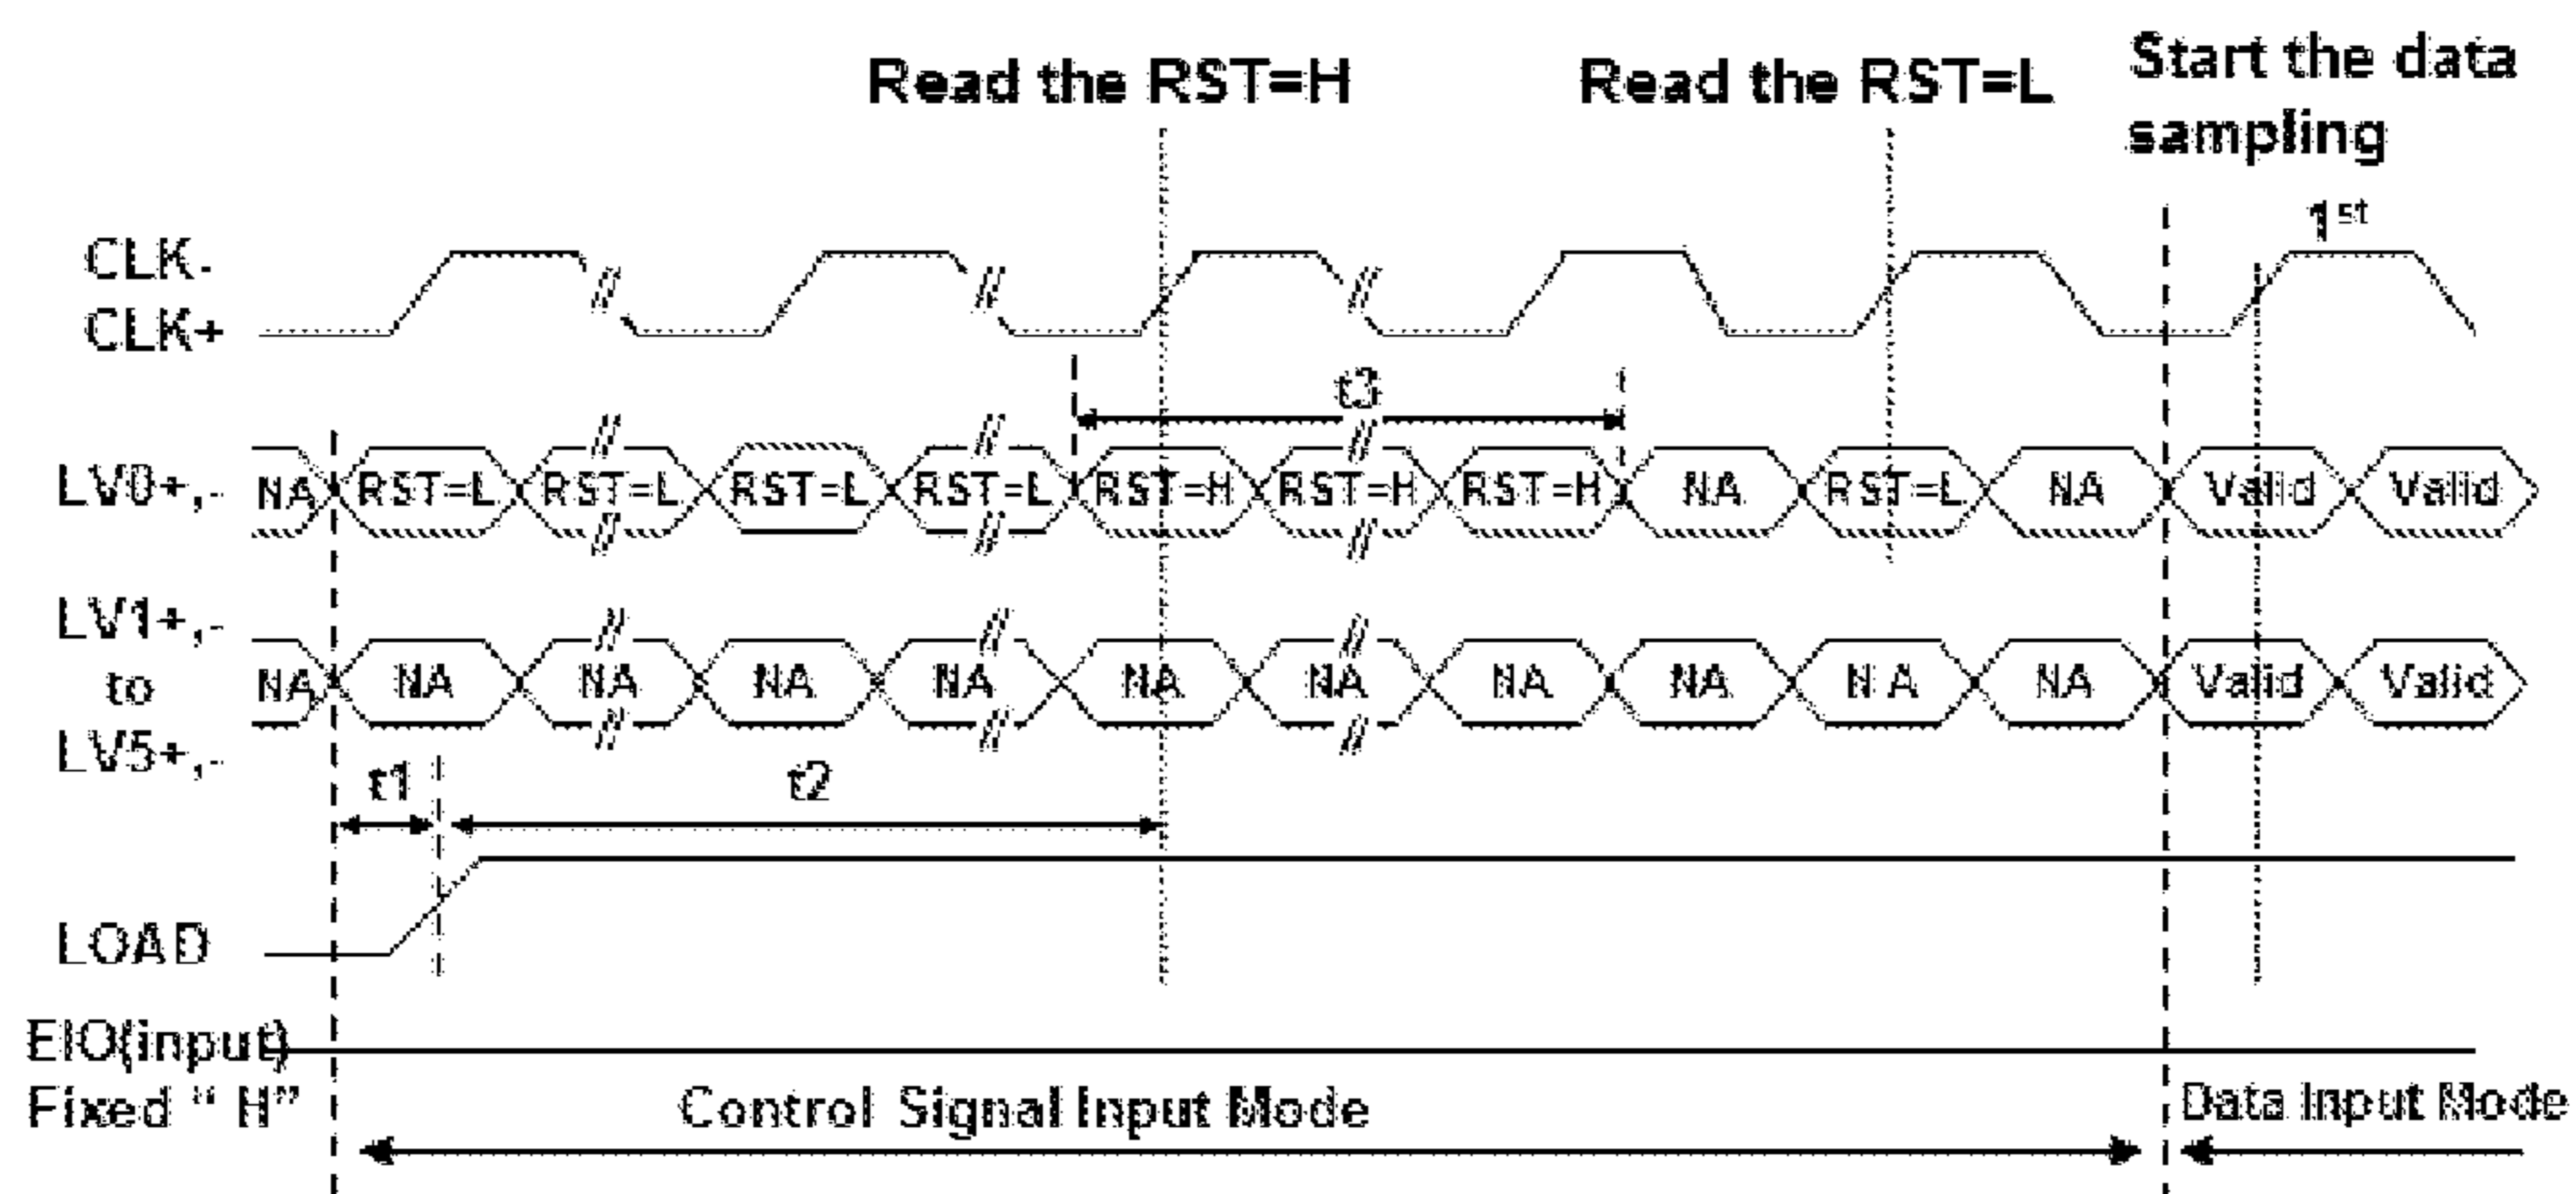 Read the RST=H Read the RST=L Start the data
sampling
1st
CLK-
CLK+
t3
LV0+,- NA RST=L RST=L RST=L RST=L RST=H RST=H RST=H NA RST=L NA Valid Valid
LV1+,-
to NA NA NA NA NA NA NA NA NA N A NA Valid Valid
LV5+,-
t1 t2
LOAD
EIO(input)
Fixed “ H” Control Signal Input Mode Data Input Mode